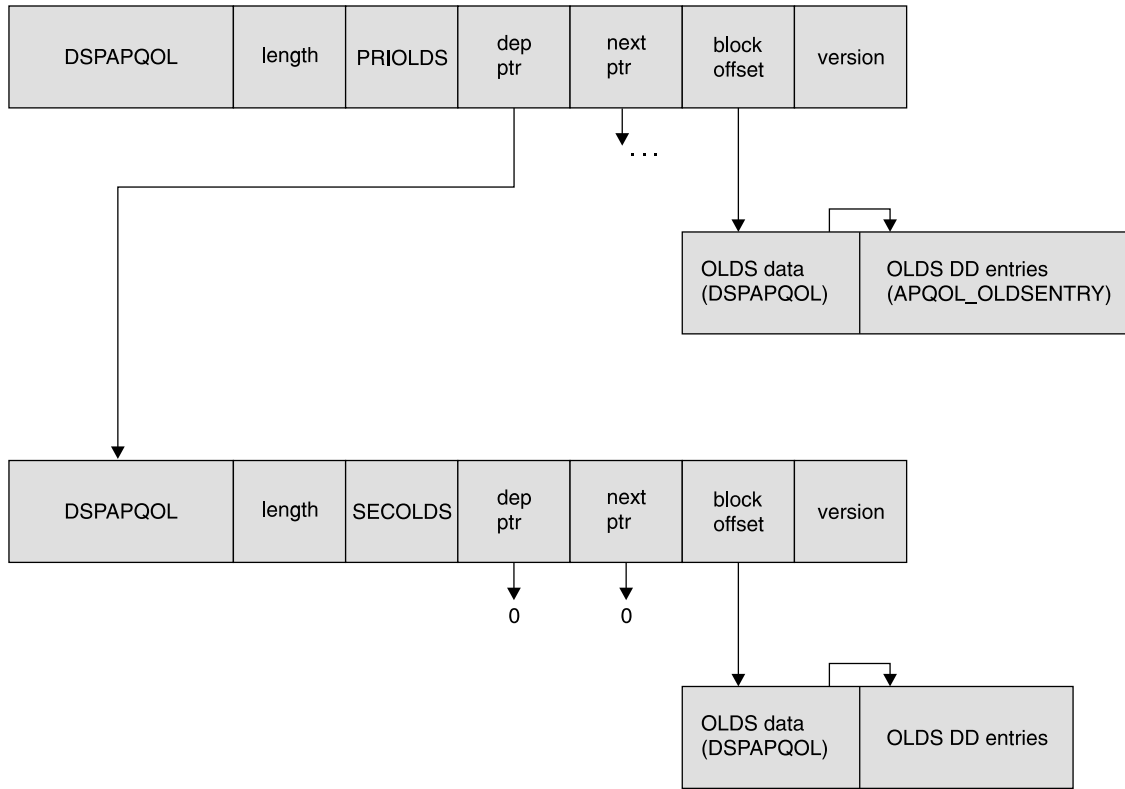 DSPAPQOL
length
PRIOLDS
dep
ptr
next
ptr
block
offset
version
...
OLDS data
(DSPAPQOL)
OLDS DD entries
(APQOL_OLDSENTRY)
DSPAPQOL
length
SECOLDS
dep
ptr
next
ptr
block
offset
version
0
0
OLDS data
(DSPAPQOL)
OLDS DD entries